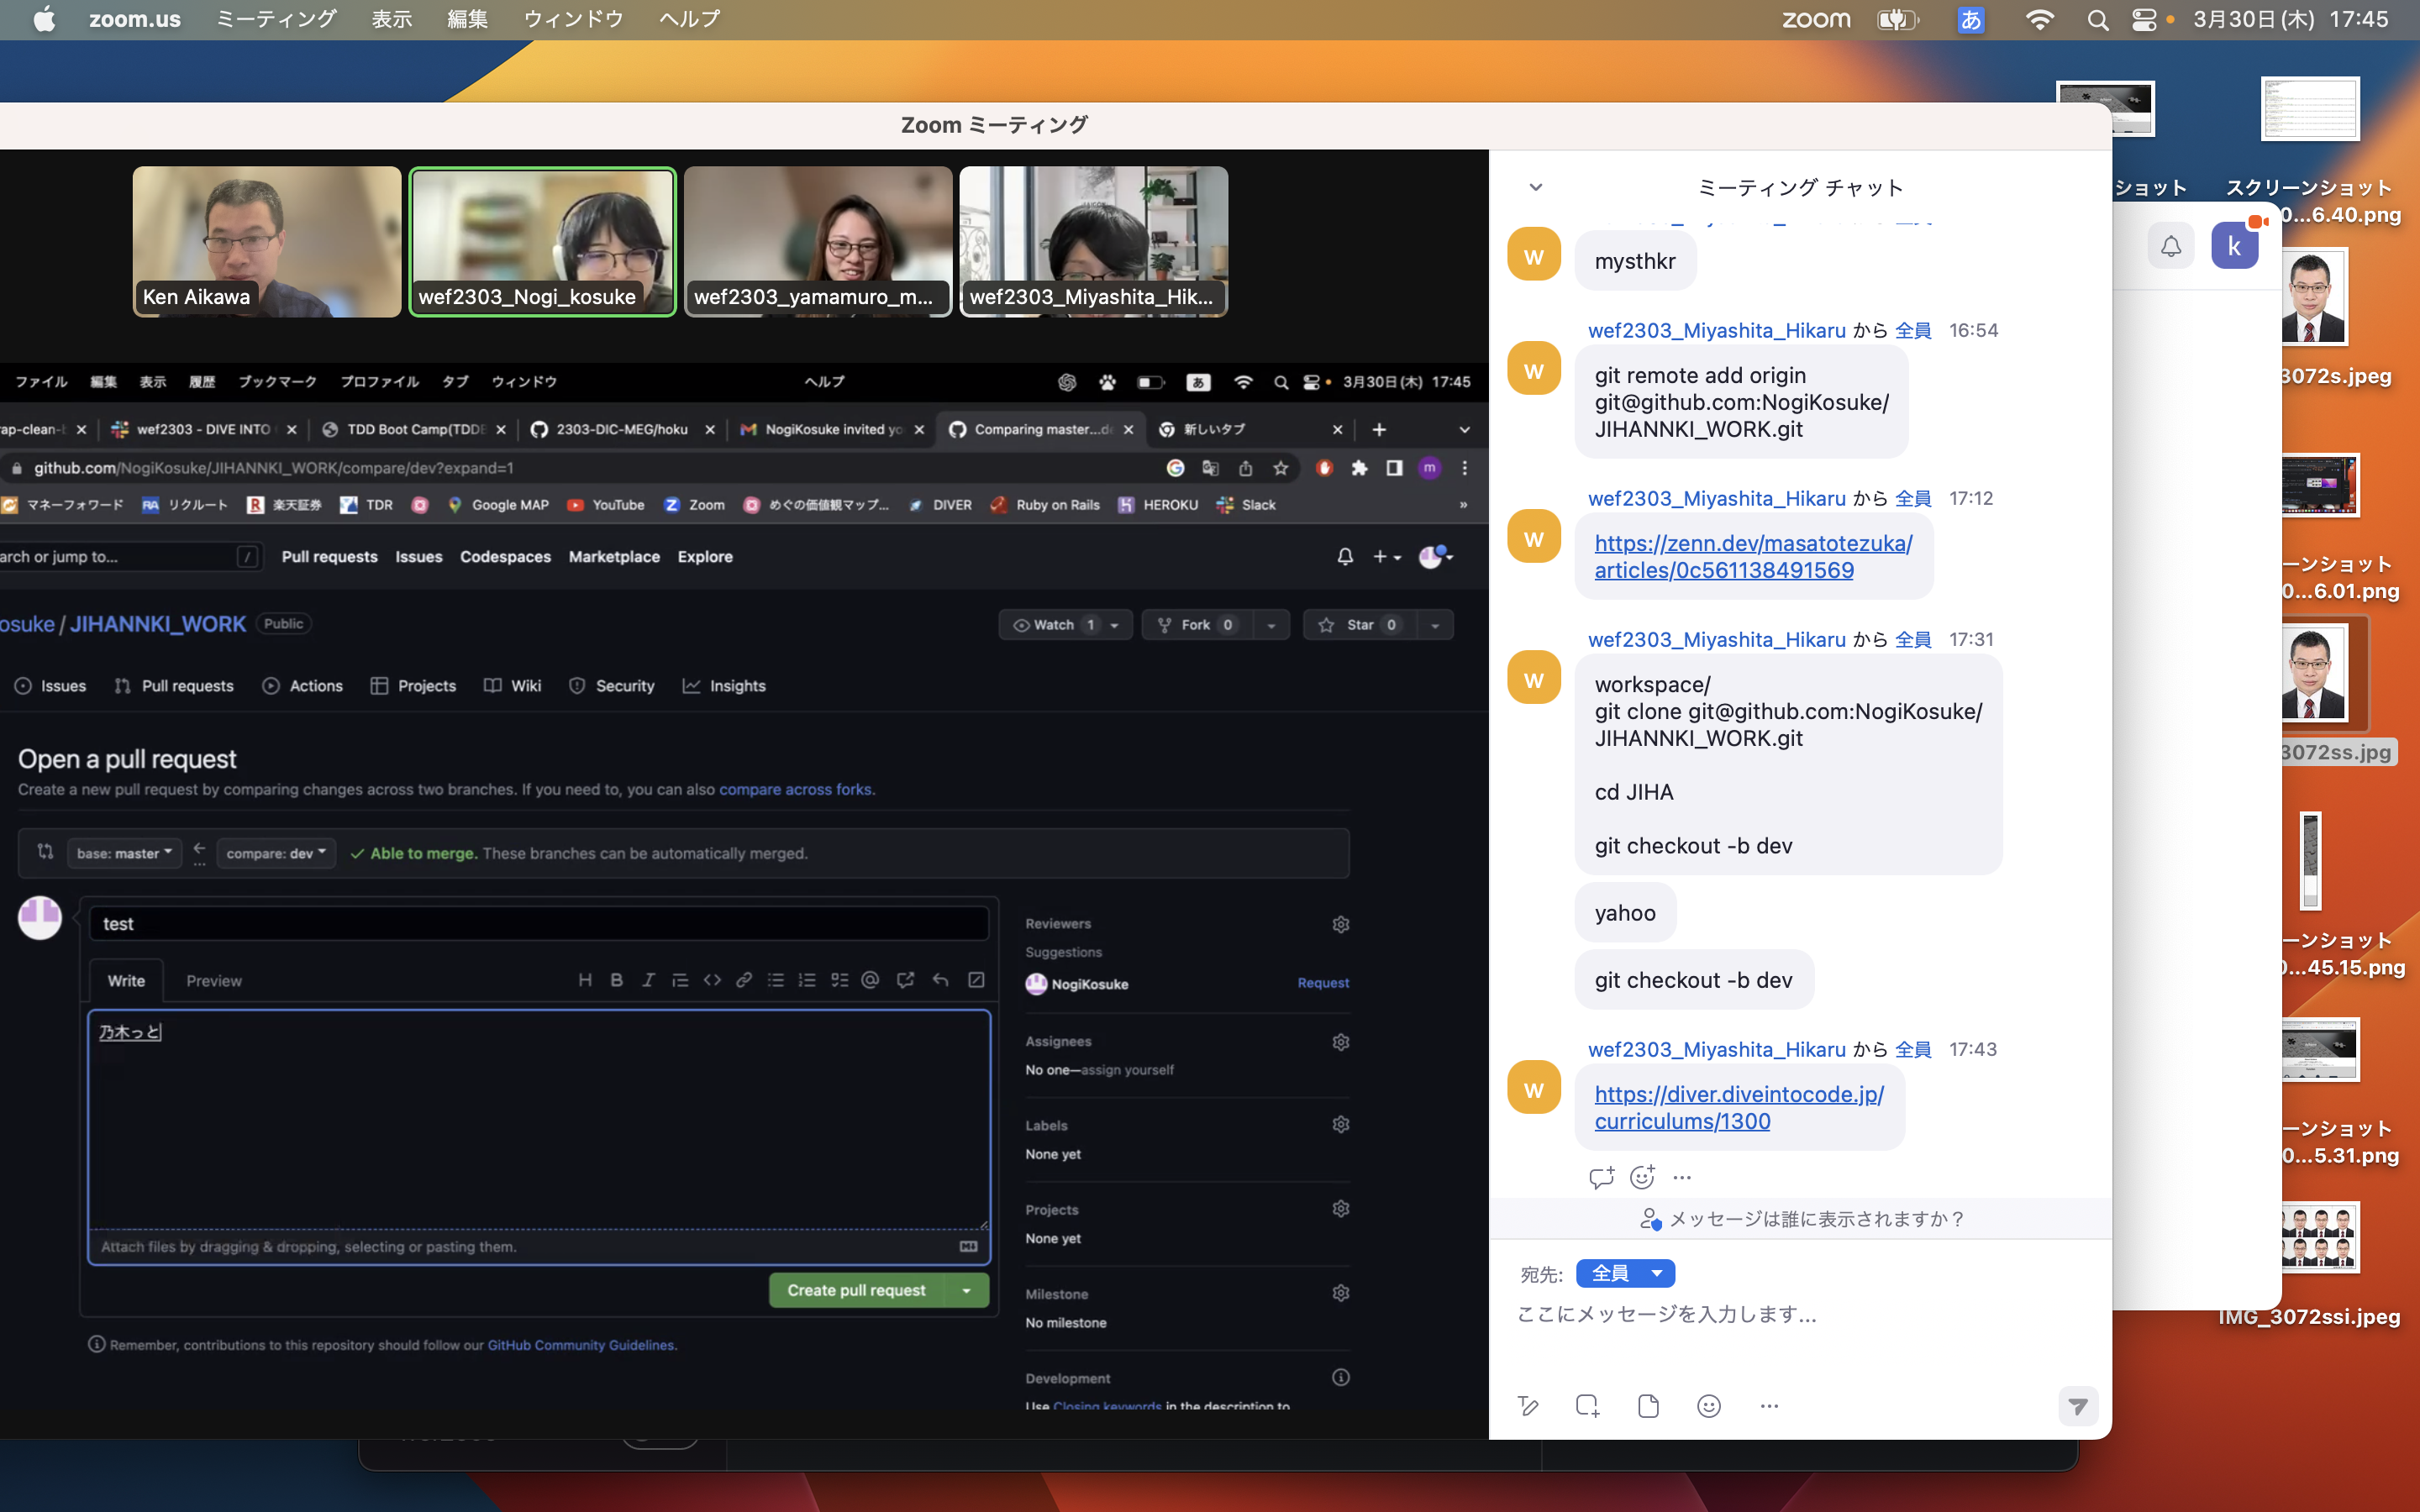 zoom.us ミーティング 表示 編集 ウィンドウ ヘルプ
zoom あ 3月30日(木) 17:45
Zoom ミーティング
Ken Aikawa
wef2303_Nogi_kosuke
wef2303_yamamuro_m...
wef2303_Miyashita_Hik...
ファイル 編集 表示 履歴 ブックマーク プロファイル タブ ウィンドウ ヘルプ あ 3月30日(木) 17:45
wef2303 - DIVE INTO
TDD Boot Camp(TDDB
2303-DIC-MEG/hoku
NogiKosuke invited yo
Comparing master...de
新しいタブ
github.com/NogiKosuke/JIHANNKI_WORK/compare/dev?expand=1
m
マネーフォワード RA リクルート R 楽天証券 TDR Google MAP YouTube Z Zoom めぐの価値観マップ... DIVER Ruby on Rails HEROKU Slack »
arch or jump to... /
Pull requests Issues Codespaces Marketplace Explore
osuke / JIHANNKI_WORK Public
Watch 1 Fork 0 Star 0
Issues Pull requests Actions Projects Wiki Security Insights
Open a pull request
Create a new pull request by comparing changes across two branches. If you need to, you can also compare across forks.
base: master ← compare: dev ✓ Able to merge. These branches can be automatically merged.
test
Write Preview
乃木っと
Attach files by dragging & dropping, selecting or pasting them.
Create pull request
Remember, contributions to this repository should follow our GitHub Community Guidelines.
Reviewers
Suggestions
NogiKosuke Request
Assignees
No one—assign yourself
Labels
None yet
Projects
None yet
Milestone
No milestone
Development
Use Closing keywords in the description to
ミーティング チャット
W
mysthkr
wef2303_Miyashita_Hikaru から 全員 16:54
W
git remote add origin
git@github.com:NogiKosuke/
JIHANNKI_WORK.git
wef2303_Miyashita_Hikaru から 全員 17:12
W
https://zenn.dev/masatotezuka/
articles/0c561138491569
wef2303_Miyashita_Hikaru から 全員 17:31
W
workspace/
git clone git@github.com:NogiKosuke/
JIHANNKI_WORK.git
cd JIHA
git checkout -b dev
yahoo
git checkout -b dev
wef2303_Miyashita_Hikaru から 全員 17:43
W
https://diver.diveintocode.jp/
curriculums/1300
メッセージは誰に表示されますか？
宛先: 全員
ここにメッセージを入力します...
k
ショット
スクリーンショット
0...6.40.png
3072s.jpeg
ーンショット
0...6.01.png
3072ss.jpg
ーンショット
0...45.15.png
ーンショット
0...5.31.png
IMG_3072ssi.jpeg